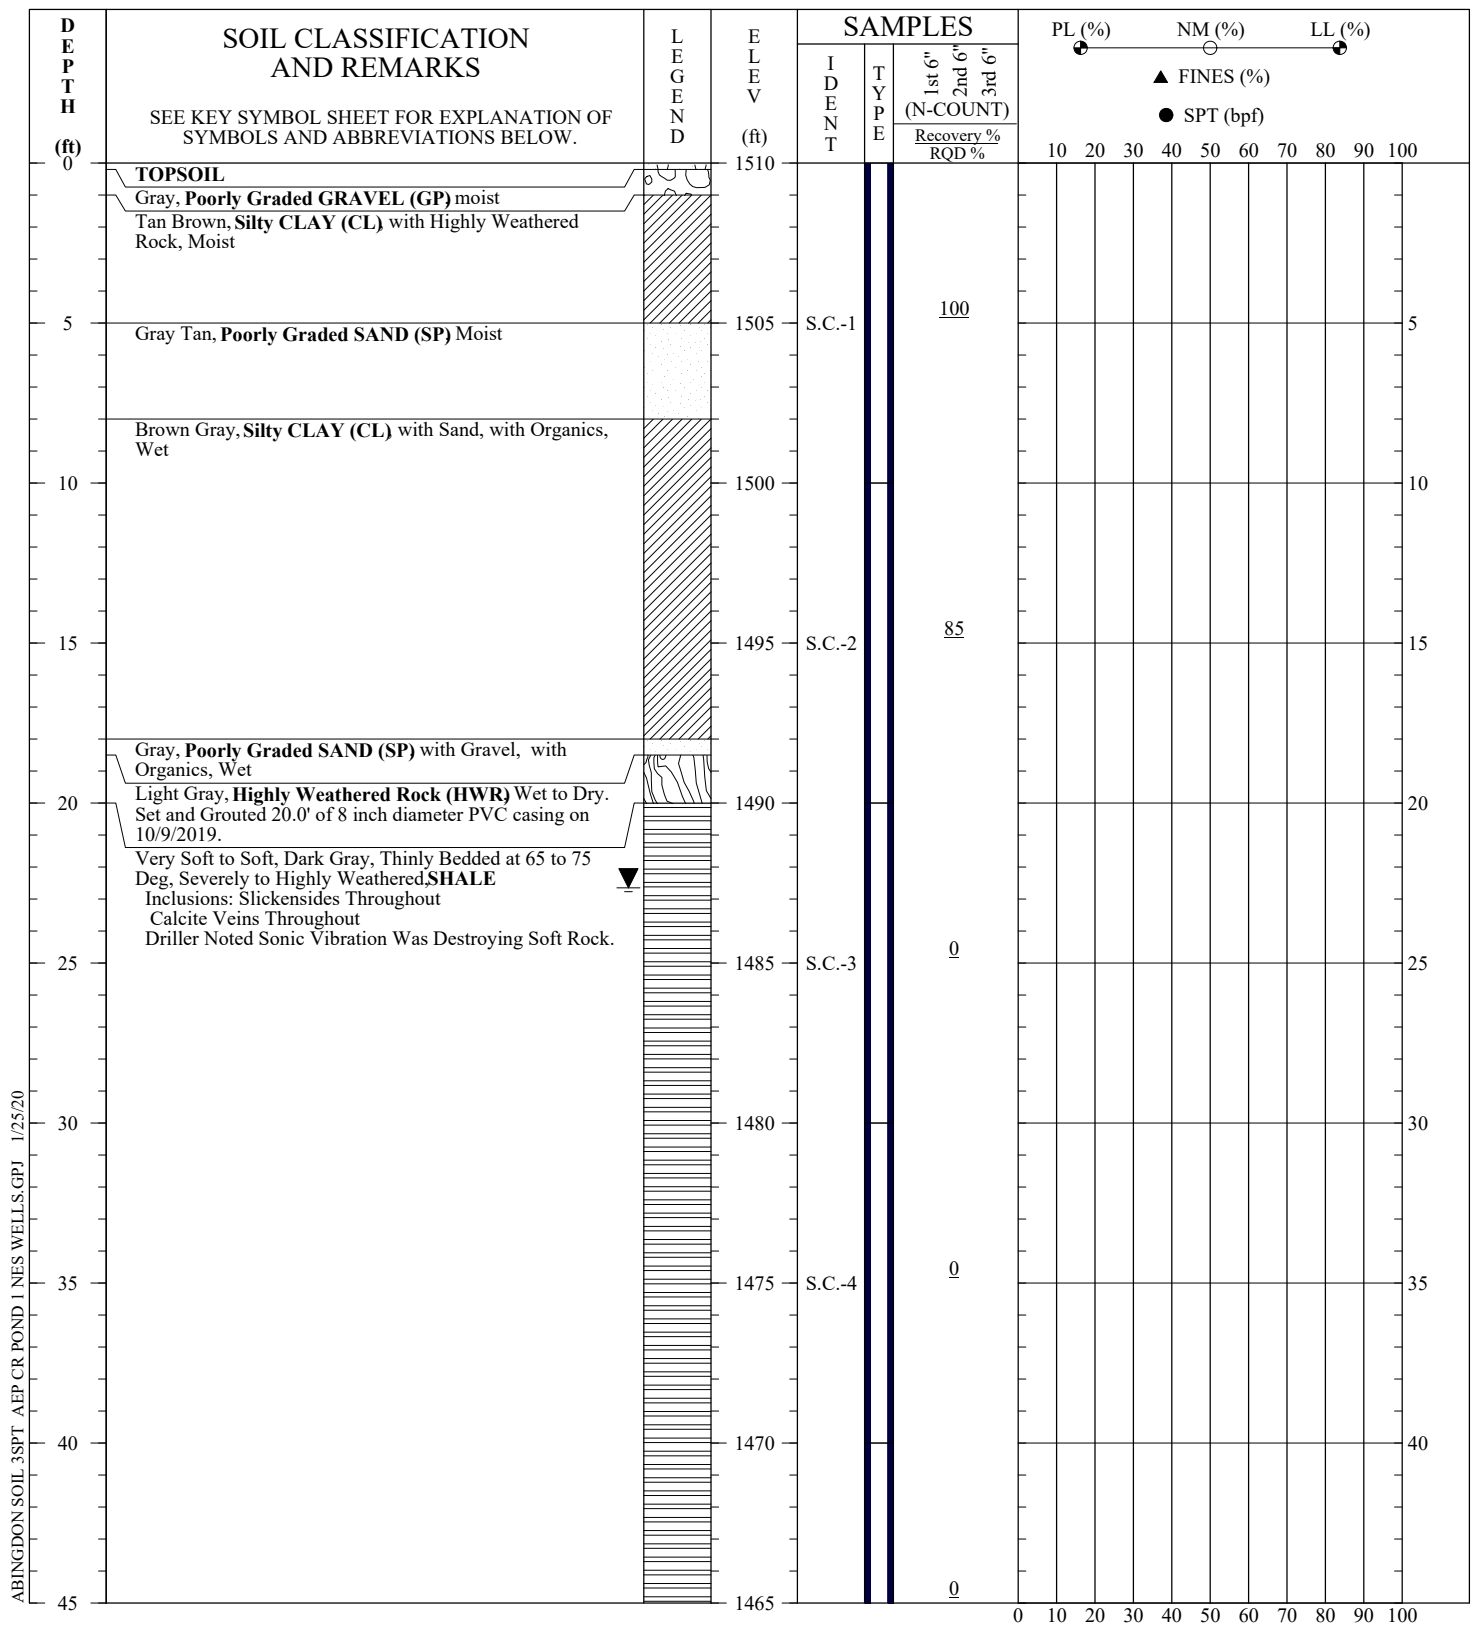 DEPTH
(ft)
SOIL CLASSIFICATION
AND REMARKS
SEE KEY SYMBOL SHEET FOR EXPLANATION OF
SYMBOLS AND ABBREVIATIONS BELOW.
LEGEND
ELEV
(ft)
SAMPLES
IDENT
TYPE
1st 6"
2nd 6"
3rd 6"
(N-COUNT)
Recovery %
RQD %
PL (%) NM (%) LL (%)
▲ FINES (%)
● SPT (bpf)
10 20 30 40 50 60 70 80 90 100
0 1510
TOPSOIL
Gray, Poorly Graded GRAVEL (GP), moist
Tan Brown, Silty CLAY (CL), with Highly Weathered
Rock, Moist
100
5 1505 S.C.-1 5
Gray Tan, Poorly Graded SAND (SP), Moist
Brown Gray, Silty CLAY (CL), with Sand, with Organics,
Wet
10 1500 10
85
15 1495 S.C.-2 15
Gray, Poorly Graded SAND (SP), with Gravel, with
Organics, Wet
Light Gray, Highly Weathered Rock (HWR), Wet to Dry.
20 1490 20
Set and Grouted 20.0' of 8 inch diameter PVC casing on
10/9/2019.
Very Soft to Soft, Dark Gray, Thinly Bedded at 65 to 75
Deg, Severely to Highly Weathered, SHALE
Inclusions: Slickensides Throughout
Calcite Veins Throughout
Driller Noted Sonic Vibration Was Destroying Soft Rock.
0
25 1485 S.C.-3 25
30 1480 30
0
35 1475 S.C.-4 35
40 1470 40
0
45 1465
0 10 20 30 40 50 60 70 80 90 100
ABINGDON SOIL 3SPT AEP CR POND 1 NES WELLS.GPJ 1/25/20